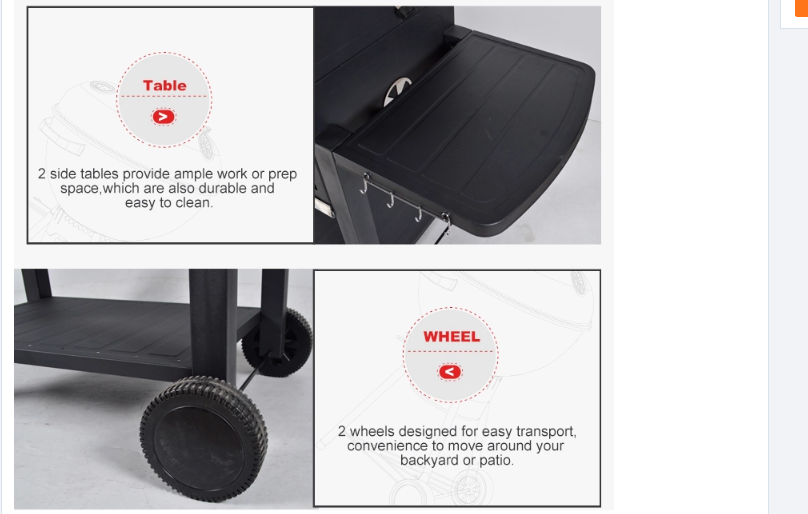 Table
2 side tables provide ample work or prep
space,which are also durable and
easy to clean.
WHEEL
2 wheels designed for easy transport,
convenience to move around your
backyard or patio.